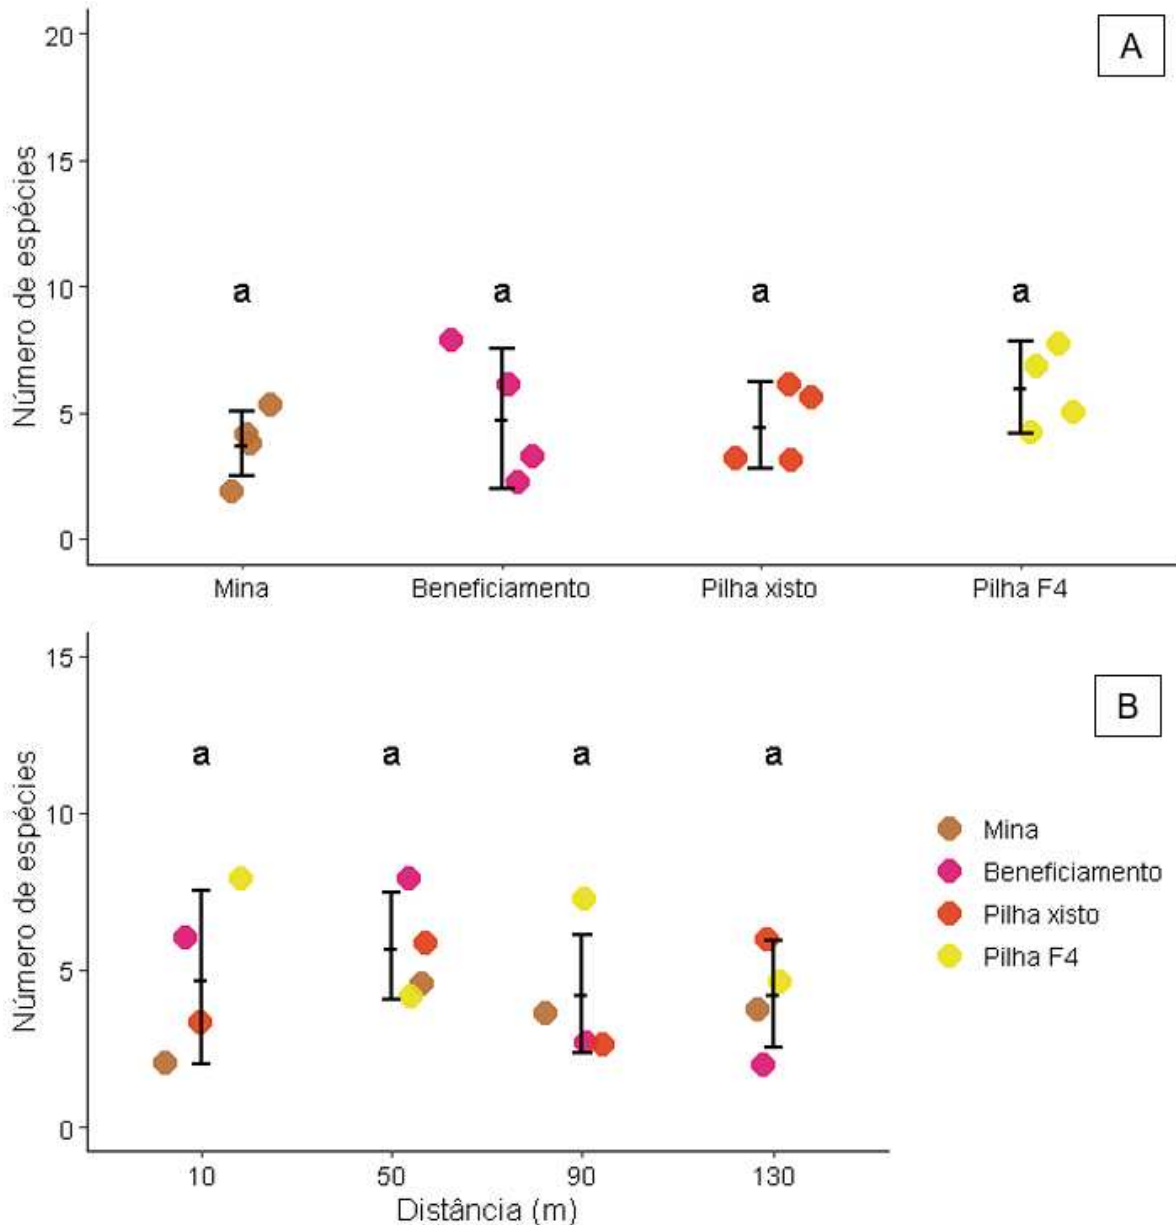 A
Número de espécies
20
15
10
5
0
a a a a
Mina Beneficiamento Pilha xisto Pilha F4
B
Número de espécies
15
10
5
0
a a a a
10 50 90 130
Distância (m)
Mina
Beneficiamento
Pilha xisto
Pilha F4